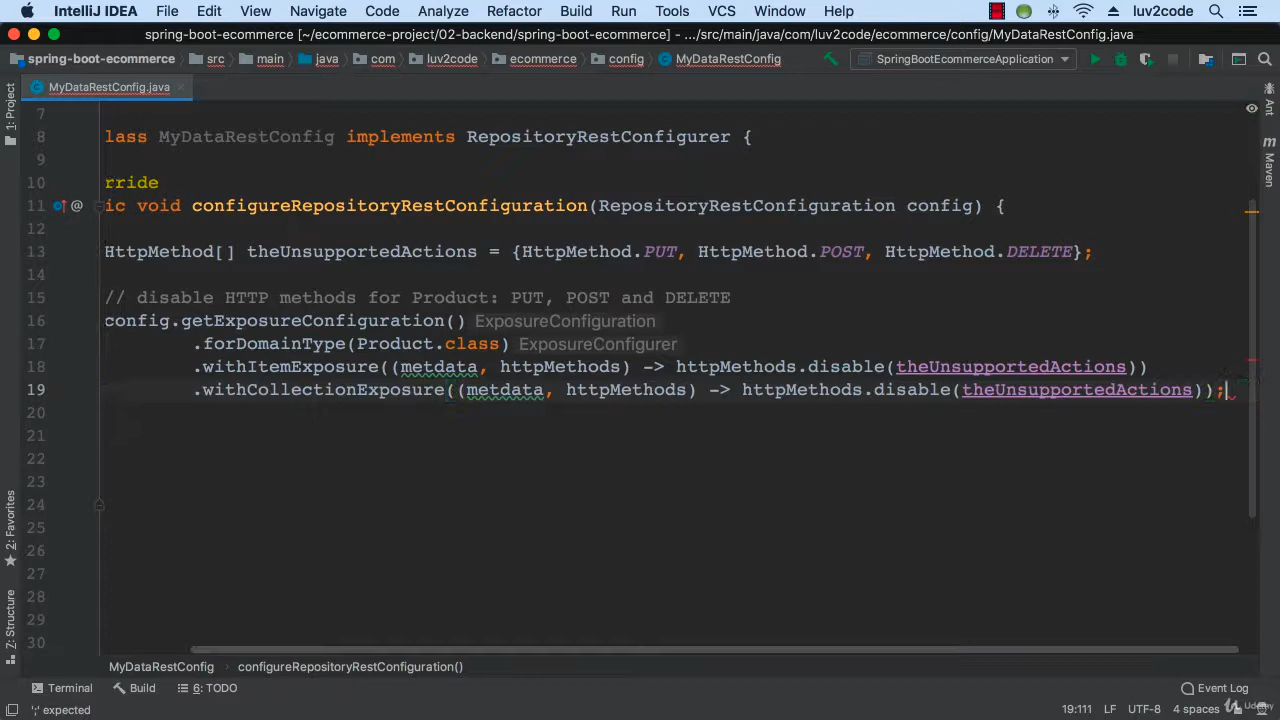 IntelliJ IDEA File Edit View Navigate Code Analyze Refactor Build Run Tools VCS Window Help luv2code
spring-boot-ecommerce [~/ecommerce-project/02-backend/spring-boot-ecommerce] - .../src/main/java/com/luv2code/ecommerce/config/MyDataRestConfig.java
spring-boot-ecommerce src main java com luv2code ecommerce config MyDataRestConfig SpringBootEcommerceApplication
MyDataRestConfig.java
1: Project
Ant
Maven
7
8 lass MyDataRestConfig implements RepositoryRestConfigurer {
9
10 rride
11 @ ic void configureRepositoryRestConfiguration(RepositoryRestConfiguration config) {
12
13 HttpMethod[] theUnsupportedActions = {HttpMethod.PUT, HttpMethod.POST, HttpMethod.DELETE};
14
15 // disable HTTP methods for Product: PUT, POST and DELETE
16 config.getExposureConfiguration() ExposureConfiguration
17 .forDomainType(Product.class) ExposureConfigurer
18 .withItemExposure((metdata, httpMethods) -> httpMethods.disable(theUnsupportedActions))
19 .withCollectionExposure((metdata, httpMethods) -> httpMethods.disable(theUnsupportedActions));
20
21
22
23
24
25
26
27
28
29
30
2: Favorites
Z: Structure
MyDataRestConfig › configureRepositoryRestConfiguration()
Terminal Build 6: TODO Event Log
';' expected 19:111 LF UTF-8 4 spaces
Udemy